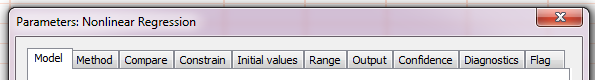 Parameters: Nonlinear Regression
Model Method Compare Constrain Initial values Range Output Confidence Diagnostics Flag